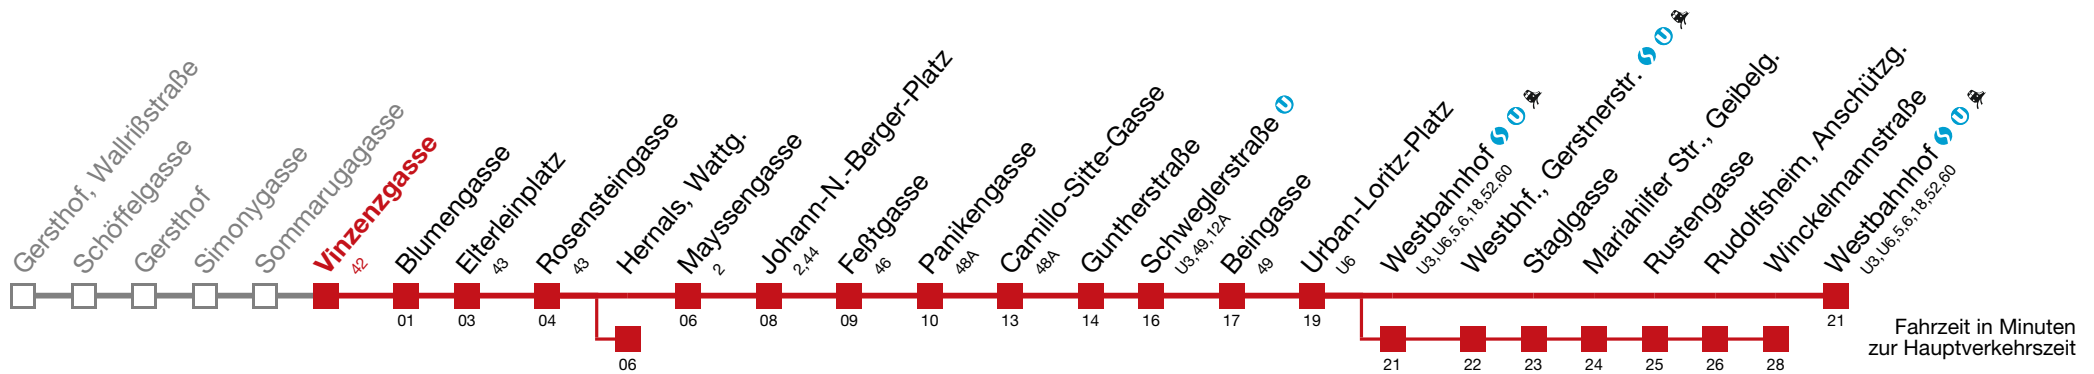 Gersthof, Wallrißstraße
Schöffelgasse
Gersthof
Simonygasse
Sommarugagasse
Vinzenzgasse
42
Blumengasse
Elterleinplatz
43
Rosensteingasse
43
Hernals, Wattg.
Mayssengasse
2
Johann-N.-Berger-Platz
2,44
Feßtgasse
46
Panikengasse
48A
Camillo-Sitte-Gasse
48A
Guntherstraße
Schweglerstraße U
U3, 49,12A
Beingasse
49
Urban-Loritz-Platz
U6
Westbahnhof S U
U3,U6,5,6,18,52,60
Westbhf., Gerstnerstr. S U
Staglgasse
Mariahilfer Str., Geibelg.
Rustengasse
Rudolfsheim, Anschützg.
Winckelmannstraße
Westbahnhof S U
U3,U6,5,6,18,52,60
01 03 04 06 08 09 10 13 14 16 17 19 21
06 21 22 23 24 25 26 28
Fahrzeit in Minuten
zur Hauptverkehrszeit